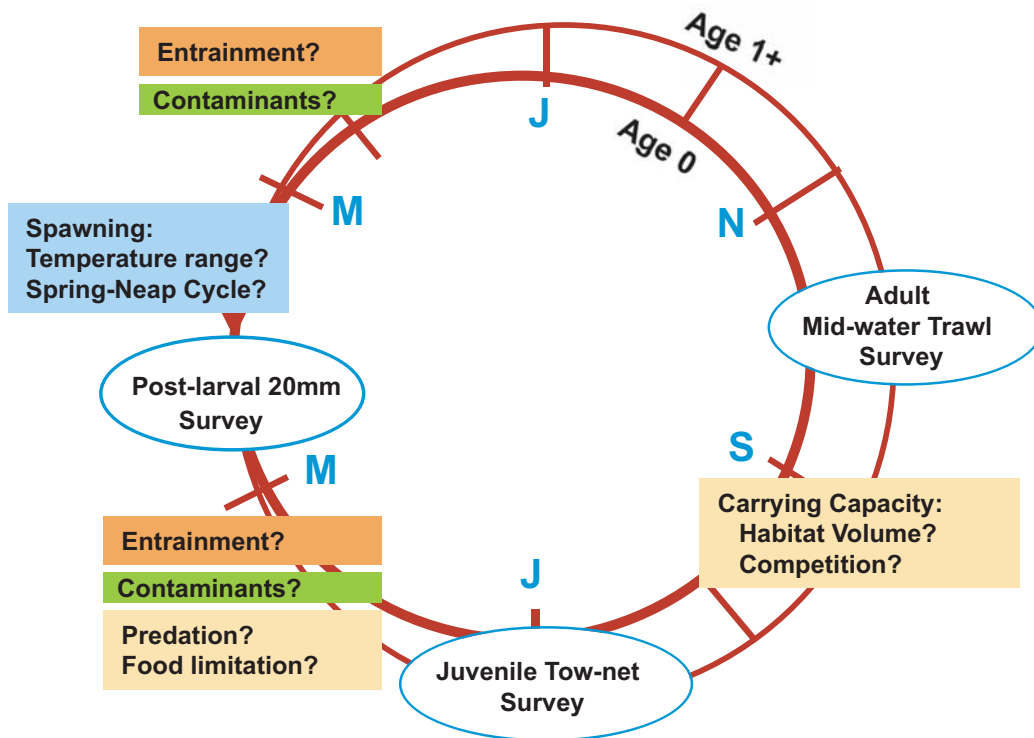 Entrainment?
Contaminants?
Age 1+
J
Age 0
M
N
Spawning:
Temperature range?
Spring-Neap Cycle?
Adult
Mid-water Trawl
Survey
Post-larval 20mm
Survey
S
M
Carrying Capacity:
Habitat Volume?
Competition?
Entrainment?
Contaminants?
J
Predation?
Food limitation?
Juvenile Tow-net
Survey